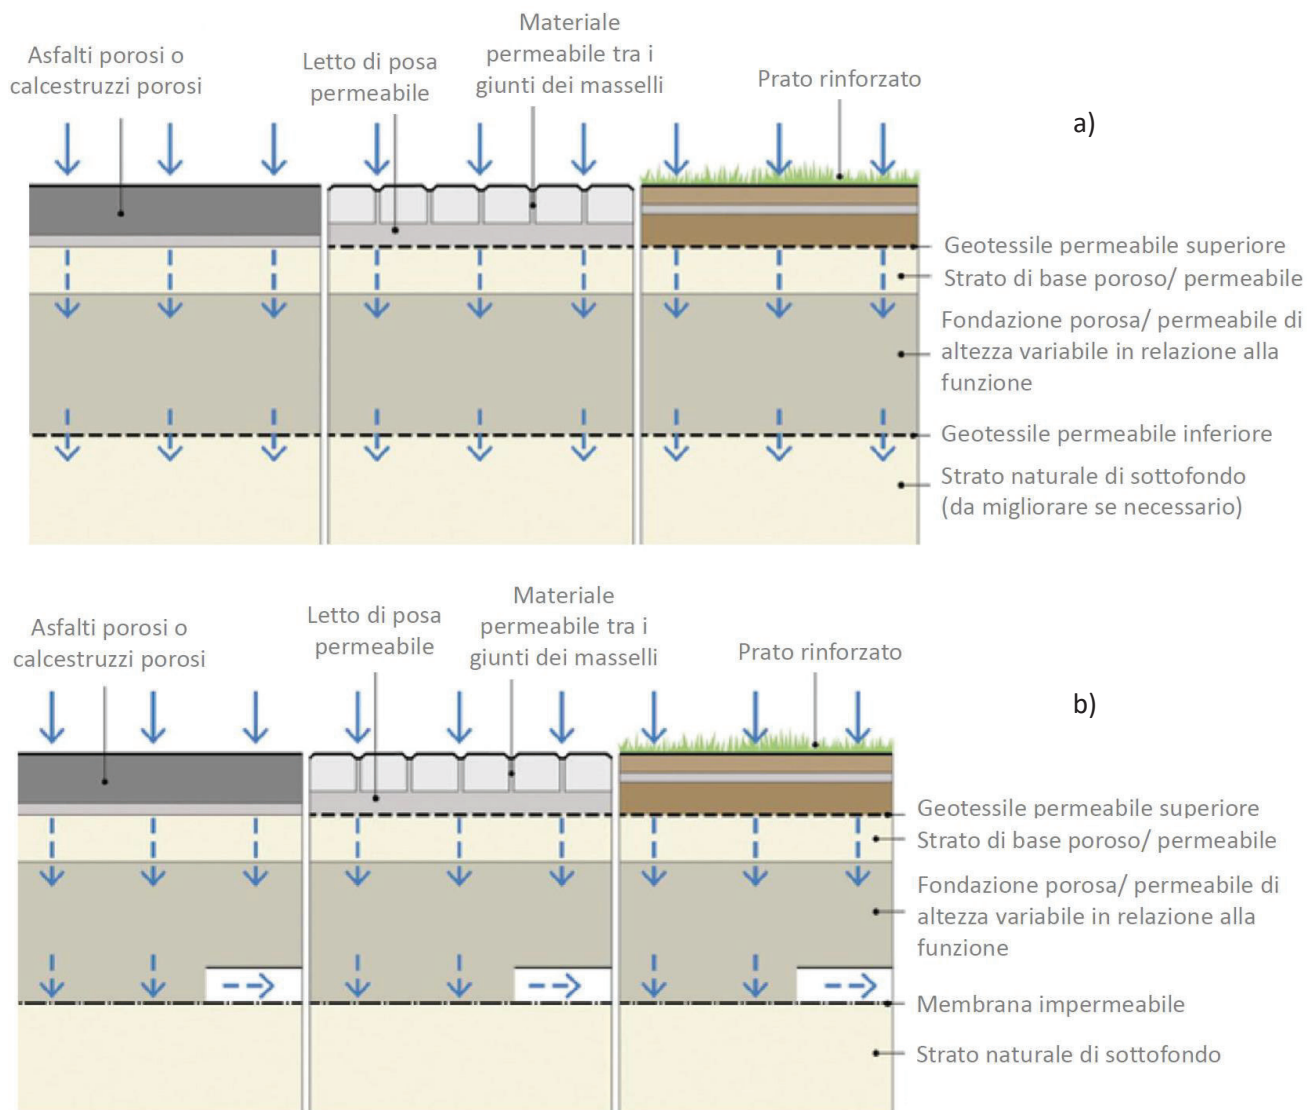 Asfalti porosi o
calcestruzzi porosi
Letto di posa
permeabile
Materiale
permeabile tra i
giunti dei masselli
Prato rinforzato
a)
Geotessile permeabile superiore
Strato di base poroso/ permeabile
Fondazione porosa/ permeabile di
altezza variabile in relazione alla
funzione
Geotessile permeabile inferiore
Strato naturale di sottofondo
(da migliorare se necessario)
Asfalti porosi o
calcestruzzi porosi
Letto di posa
permeabile
Materiale
permeabile tra i
giunti dei masselli
Prato rinforzato
b)
Geotessile permeabile superiore
Strato di base poroso/ permeabile
Fondazione porosa/ permeabile di
altezza variabile in relazione alla
funzione
Membrana impermeabile
Strato naturale di sottofondo